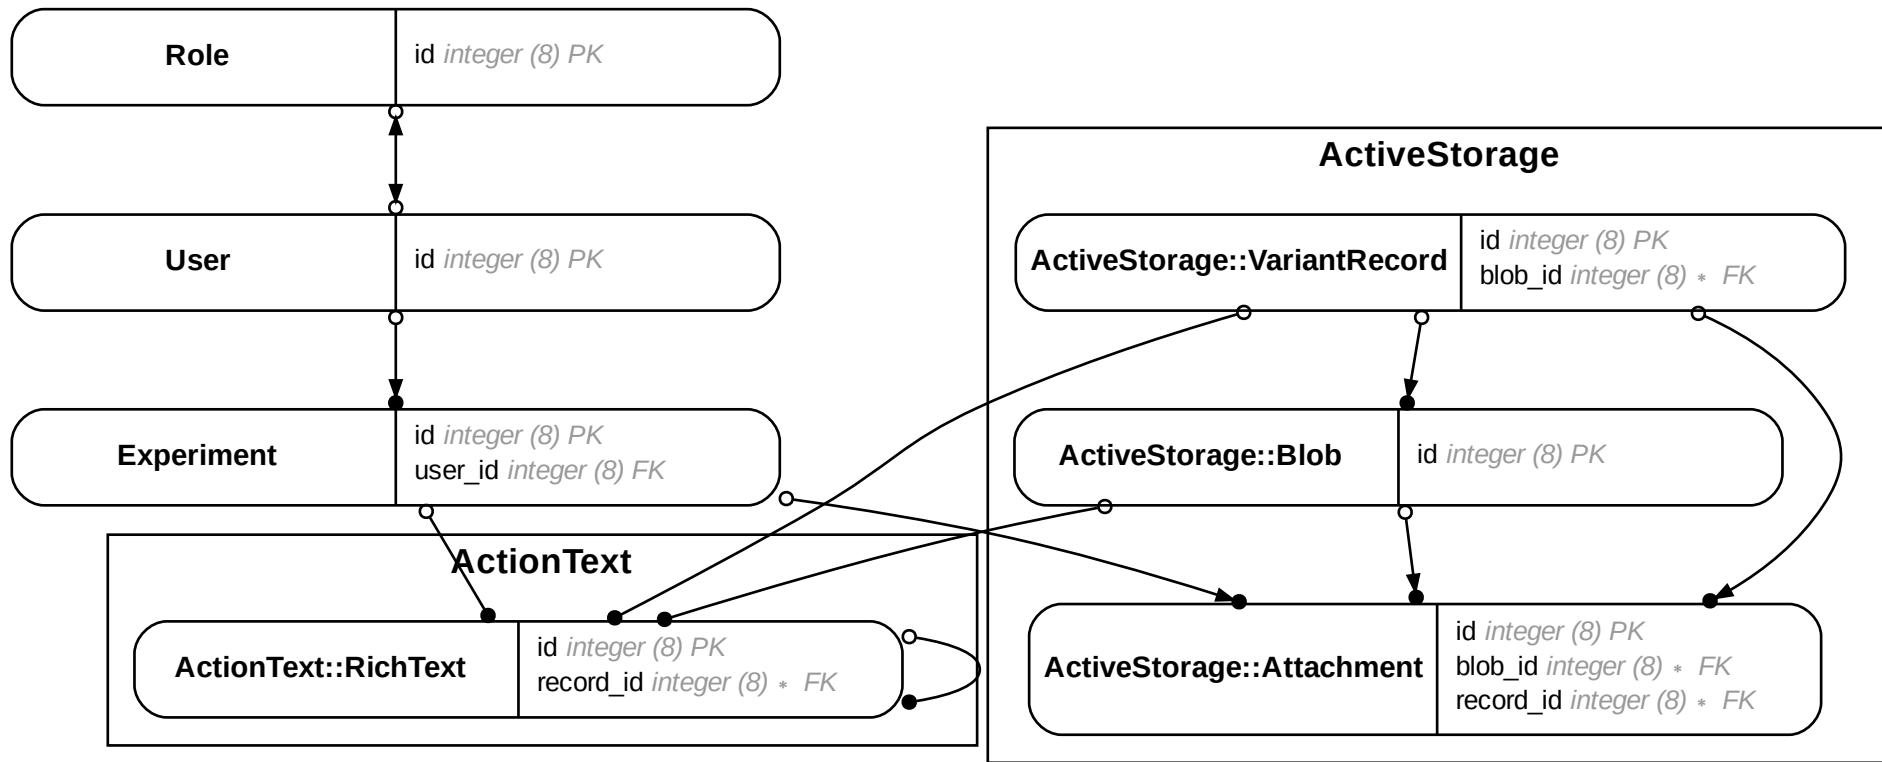 Role
id integer (8) PK
User
id integer (8) PK
Experiment
id integer (8) PK
user_id integer (8) FK
ActionText
ActionText::RichText
id integer (8) PK
record_id integer (8) * FK
ActiveStorage
ActiveStorage::VariantRecord
id integer (8) PK
blob_id integer (8) * FK
ActiveStorage::Blob
id integer (8) PK
ActiveStorage::Attachment
id integer (8) PK
blob_id integer (8) * FK
record_id integer (8) * FK